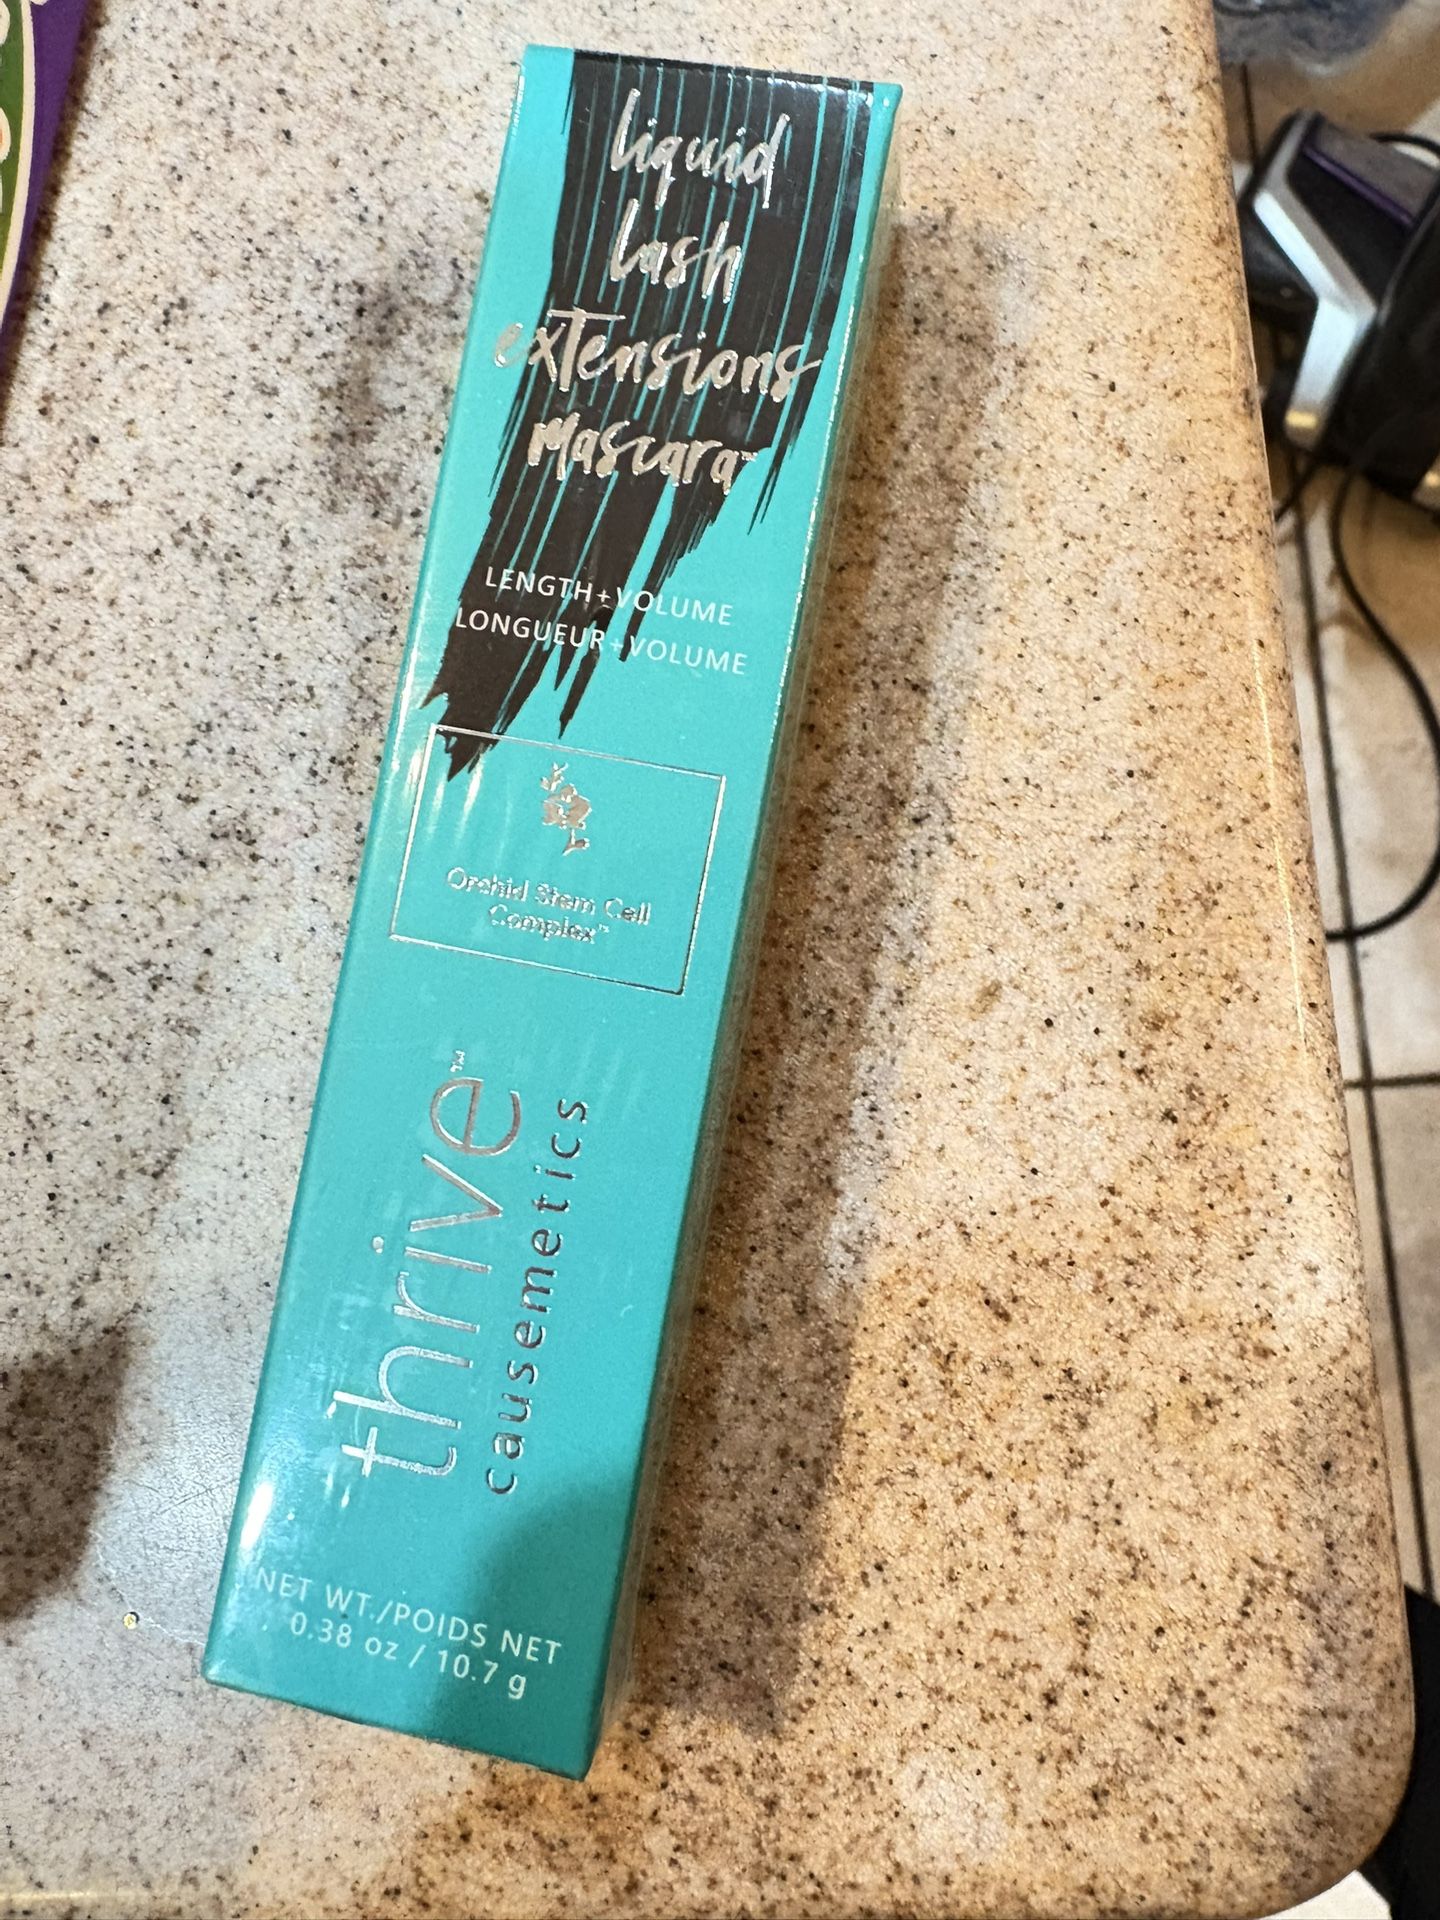 liquid
lash
extensions
mascara™
LENGTH+VOLUME
LONGUEUR+VOLUME
Orchid Stem Cell
Complex™
thrive™
causemetics
NET WT./POIDS NET
0.38 oz / 10.7 g